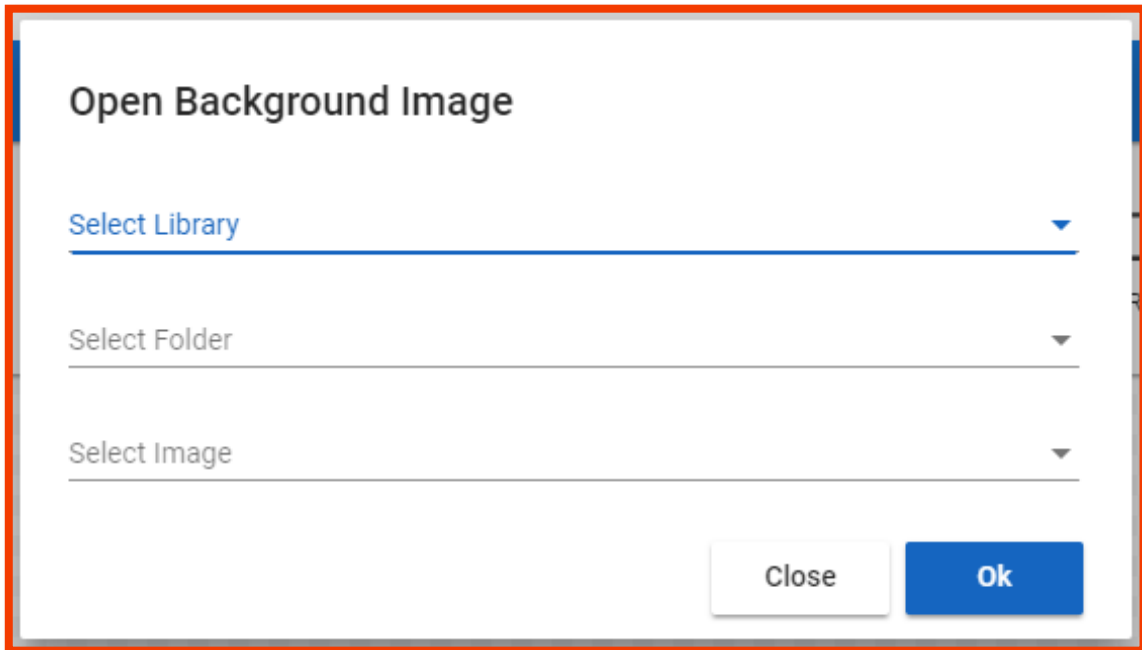 Open Background Image
Select Library
Select Folder
Select Image
Close
Ok